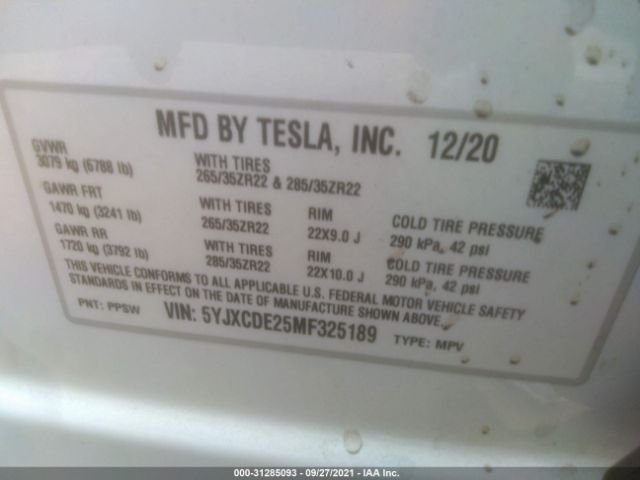 MFD BY TESLA, INC. 12/20
GVWR
3079 kg (6788 lb)
WITH TIRES
265/35ZR22 & 285/35ZR22
GAWR FRT
1470 kg (3241 lb)
WITH TIRES
265/35ZR22
RIM
22X9.0 J
COLD TIRE PRESSURE
290 kPa, 42 psi
GAWR RR
1720 kg (3792 lb)
WITH TIRES
285/35ZR22
RIM
22X10.0 J
COLD TIRE PRESSURE
290 kPa, 42 psi
THIS VEHICLE CONFORMS TO ALL APPLICABLE U.S. FEDERAL MOTOR VEHICLE SAFETY
STANDARDS IN EFFECT ON THE DATE OF MANUFACTURE SHOWN ABOVE.
PNT: PPSW VIN: 5YJXCDE25MF325189 TYPE: MPV
000-31285093 - 09/27/2021 - IAA Inc.